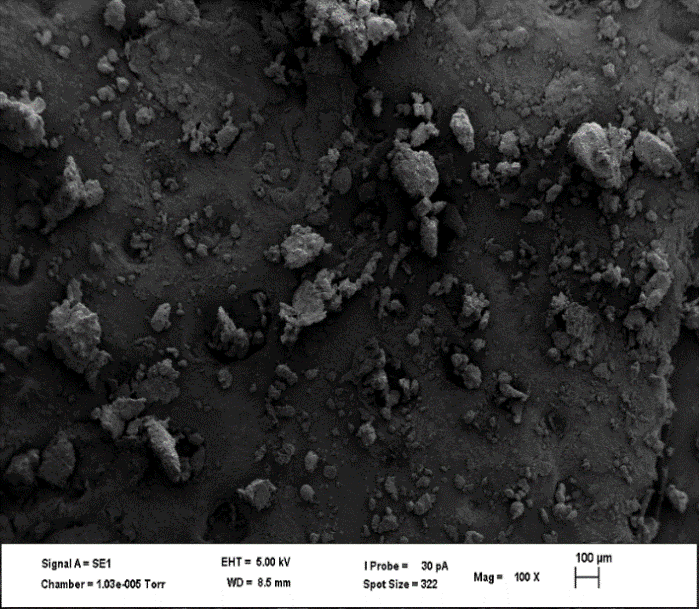 Signal A = SE1
Chamber = 1.03e-005 Torr
EHT = 5.00 kV
WD = 8.5 mm
I Probe = 30 pA
Spot Size = 322
Mag = 100 X
100 µm